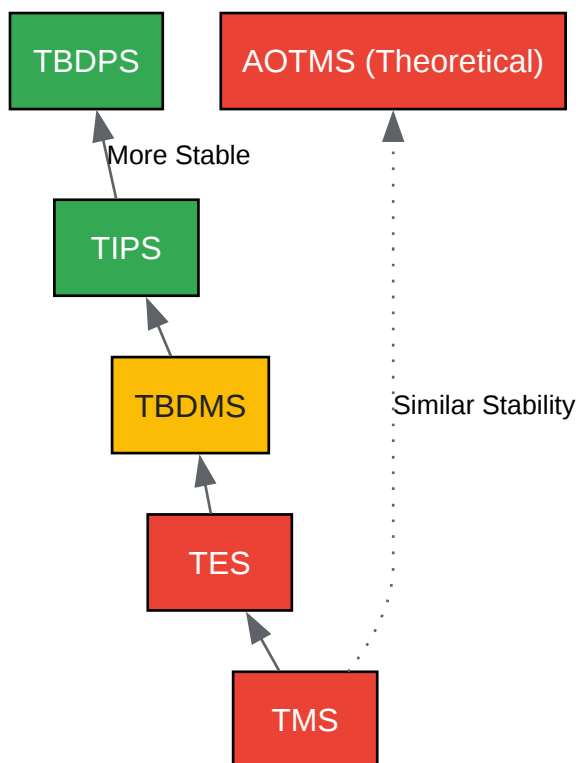 TBDPS
AOTMS (Theoretical)
More Stable
TIPS
TBDMS
Similar Stability
TES
TMS